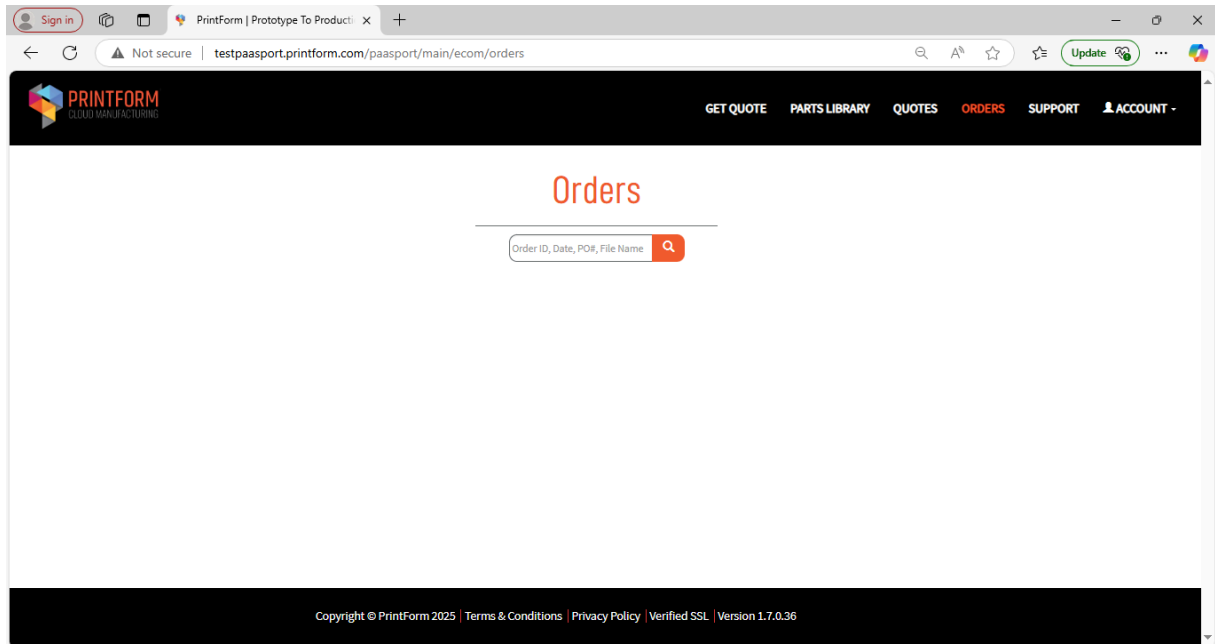 Sign in
PrintForm | Prototype To Producti
Not secure | testpaasport.printform.com/paasport/main/ecom/orders
Update
PRINTFORM
CLOUD MANUFACTURING
GET QUOTE PARTS LIBRARY QUOTES ORDERS SUPPORT ACCOUNT
Orders
Order ID, Date, PO#, File Name
Copyright © PrintForm 2025 | Terms & Conditions | Privacy Policy | Verified SSL | Version 1.7.0.36